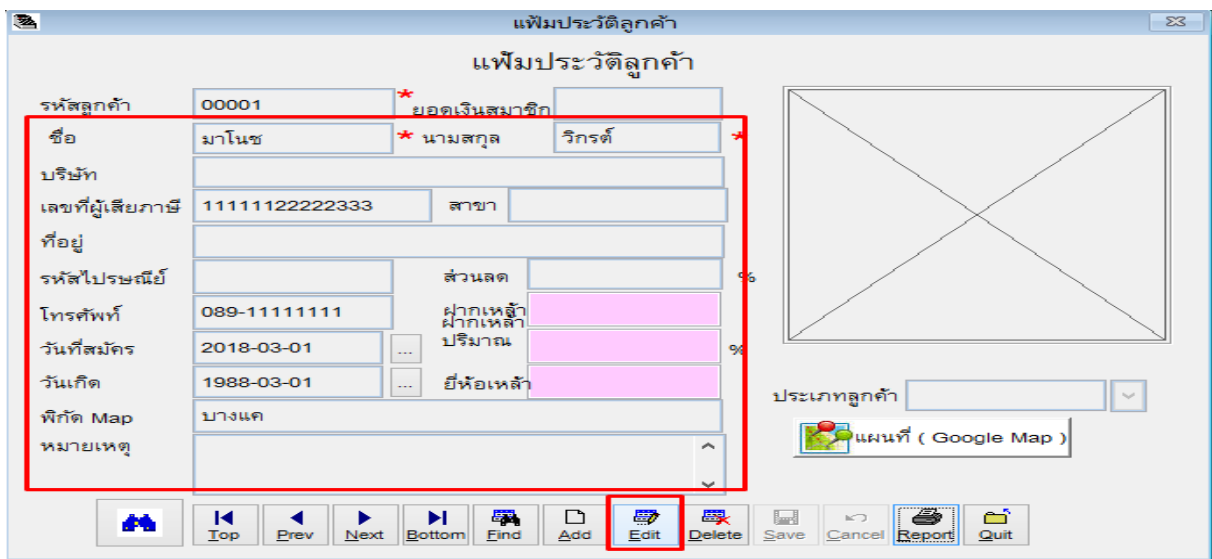 แฟ้มประวัติลูกค้า
แฟ้มประวัติลูกค้า
รหัสลูกค้า 00001 * ยอดเงินสมาชิก
ชื่อ มาโนช * นามสกุล วิกรต์ *
บริษัท
เลขที่ผู้เสียภาษี 11111122222333 สาขา
ที่อยู่
รหัสไปรษณีย์ ส่วนลด %
โทรศัพท์ 089-11111111 ฝากเหล้า
ฝากเหล้า
วันที่สมัคร 2018-03-01 ... ปริมาณ %
วันเกิด 1988-03-01 ... ยี่ห้อเหล้า
ประเภทลูกค้า
พิกัด Map บางแค
แผนที่ ( Google Map )
หมายเหตุ
Top Prev Next Bottom Find Add Edit Delete Save Cancel Report Quit